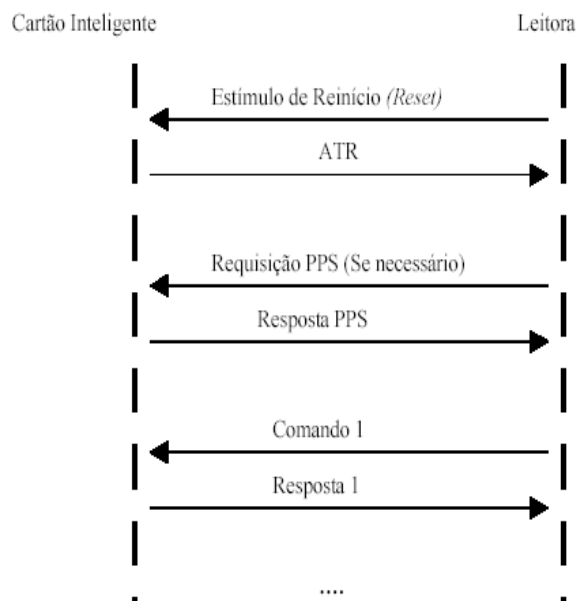 Cartão Inteligente
Leitora
Estímulo de Reinício (Reset)
ATR
Requisição PPS (Se necessário)
Resposta PPS
Comando 1
Resposta 1
....